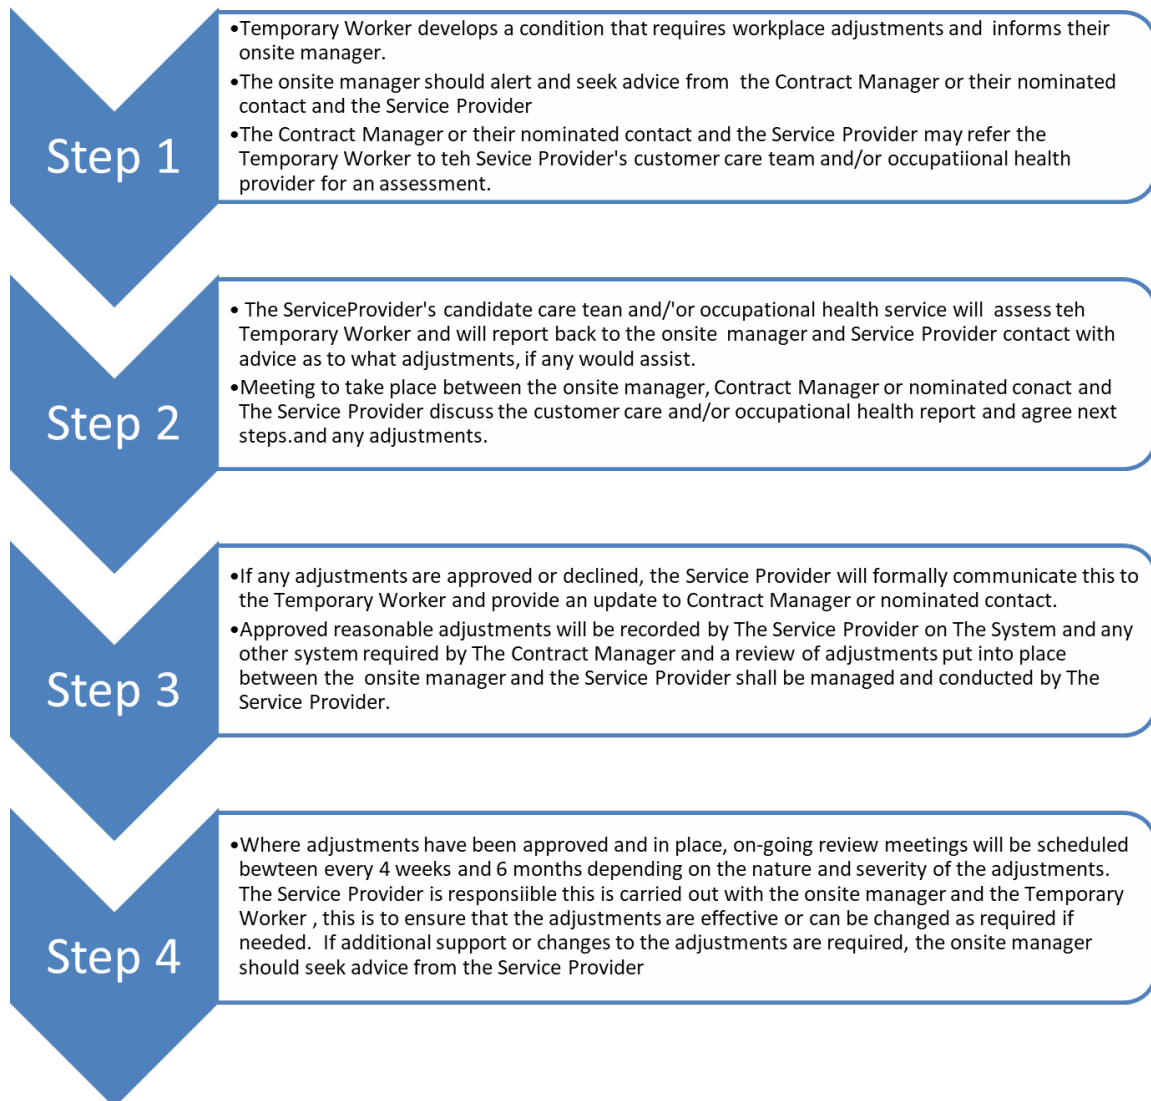 Step 1
•Temporary Worker develops a condition that requires workplace adjustments and informs their
onsite manager.
•The onsite manager should alert and seek advice from the Contract Manager or their nominated
contact and the Service Provider
•The Contract Manager or their nominated contact and the Service Provider may refer the
Temporary Worker to teh Sevice Provider's customer care team and/or occupatiional health
provider for an assessment.
Step 2
• The ServiceProvider's candidate care tean and/'or occupational health service will assess teh
Temporary Worker and will report back to the onsite manager and Service Provider contact with
advice as to what adjustments, if any would assist.
•Meeting to take place between the onsite manager, Contract Manager or nominated conact and
The Service Provider discuss the customer care and/or occupational health report and agree next
steps.and any adjustments.
Step 3
•If any adjustments are approved or declined, the Service Provider will formally communicate this to
the Temporary Worker and provide an update to Contract Manager or nominated contact.
•Approved reasonable adjustments will be recorded by The Service Provider on The System and any
other system required by The Contract Manager and a review of adjustments put into place
between the onsite manager and the Service Provider shall be managed and conducted by The
Service Provider.
Step 4
•Where adjustments have been approved and in place, on-going review meetings will be scheduled
bewteen every 4 weeks and 6 months depending on the nature and severity of the adjustments.
The Service Provider is responsiible this is carried out with the onsite manager and the Temporary
Worker , this is to ensure that the adjustments are effective or can be changed as required if
needed. If additional support or changes to the adjustments are required, the onsite manager
should seek advice from the Service Provider